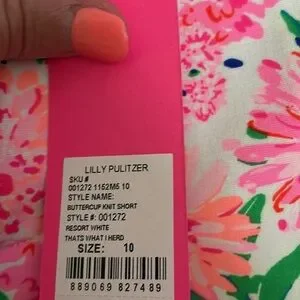 LILLY PULITZER
SKU #
001272 1152M5 10
STYLE NAME:
BUTTERCUP KNIT SHORT
STYLE #: 001272
RESORT WHITE
THATS WHAT I HERD
SIZE: 10
889069 827489